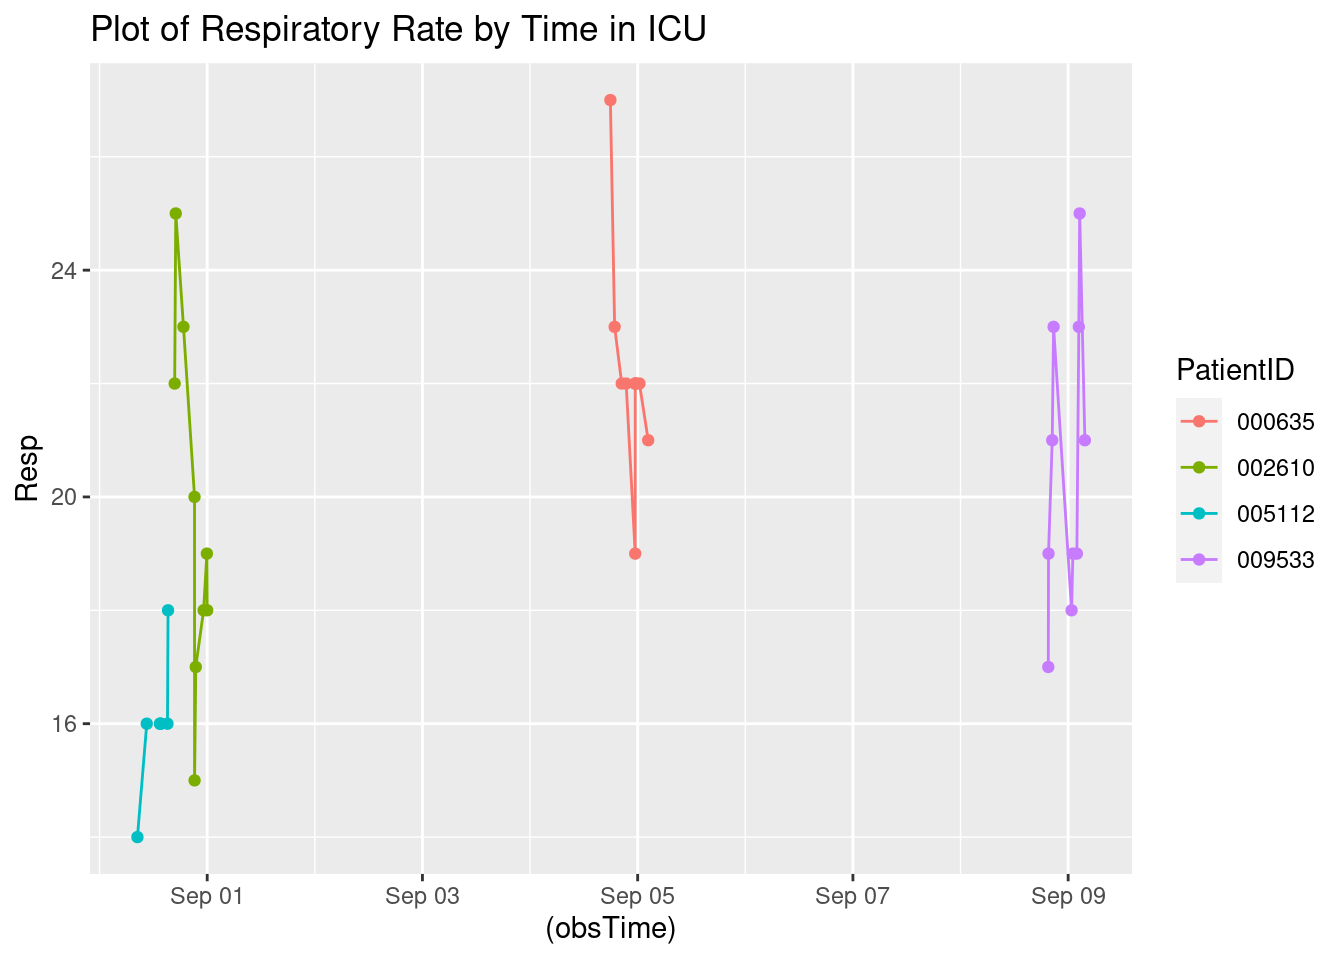 Plot of Respiratory Rate by Time in ICU
24
20
16
Resp
Sep 01
Sep 03
Sep 05
Sep 07
Sep 09
(obsTime)
PatientID
000635
002610
005112
009533